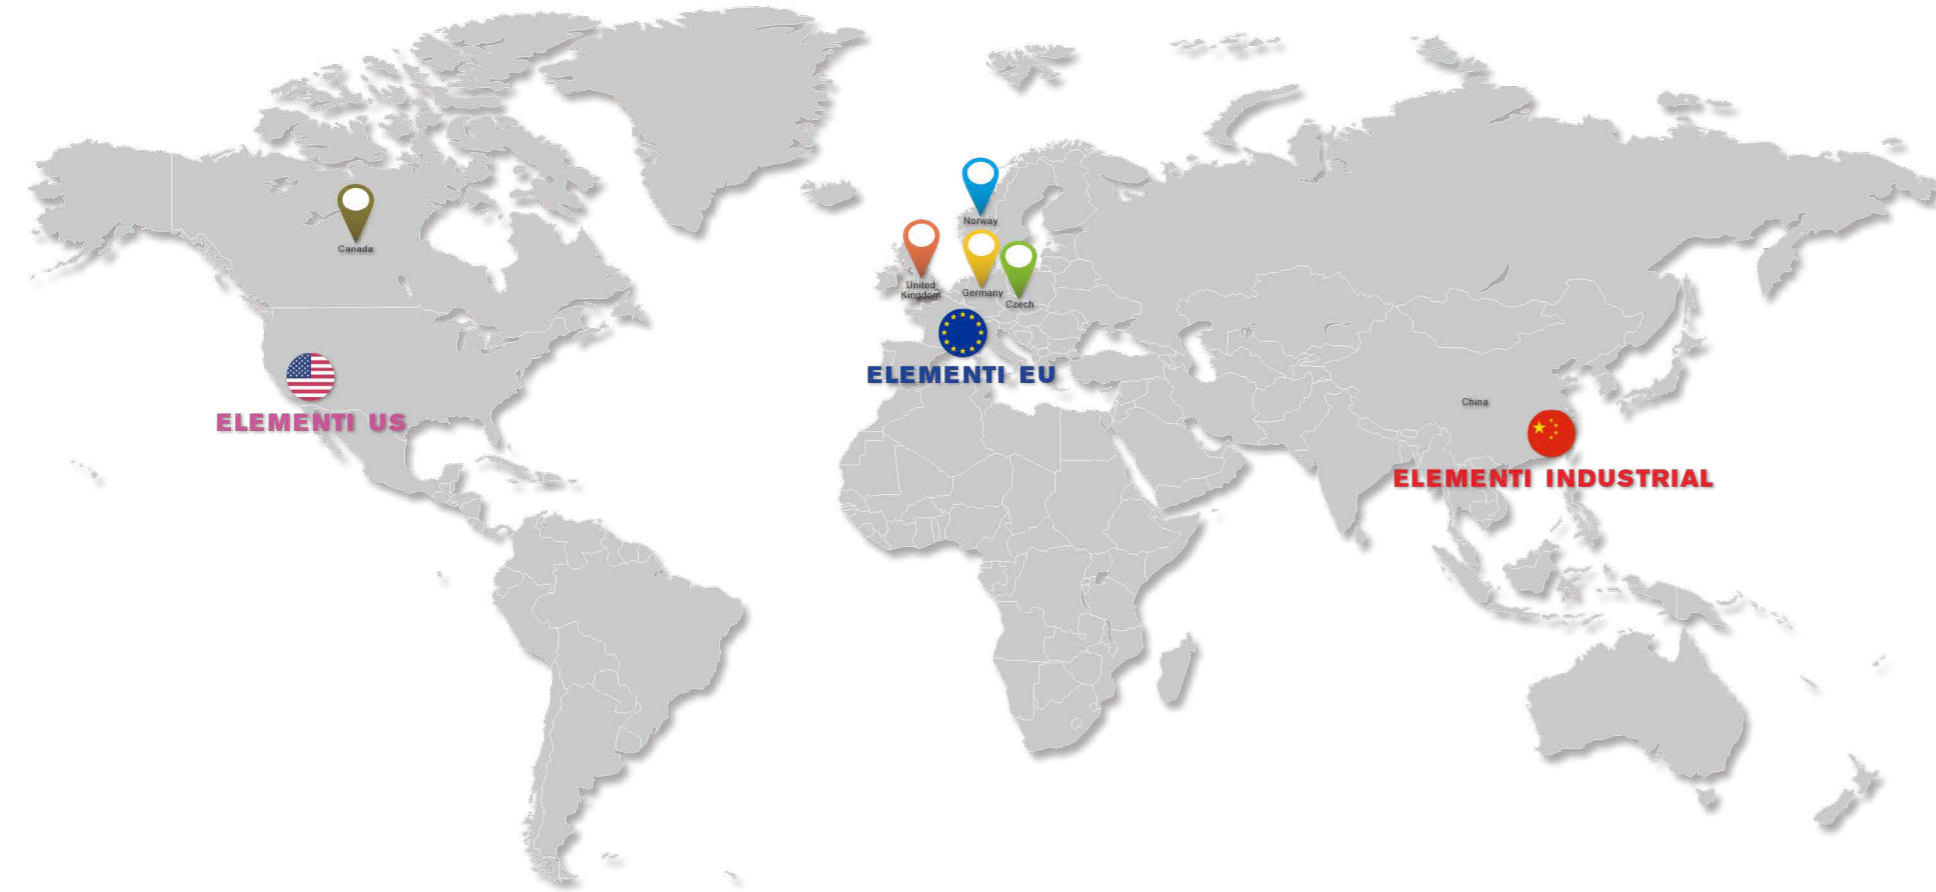 Norway
Canada
United
Kingdom
Germany
Czech
ELEMENTI EU
China
ELEMENTI US
ELEMENTI INDUSTRIAL